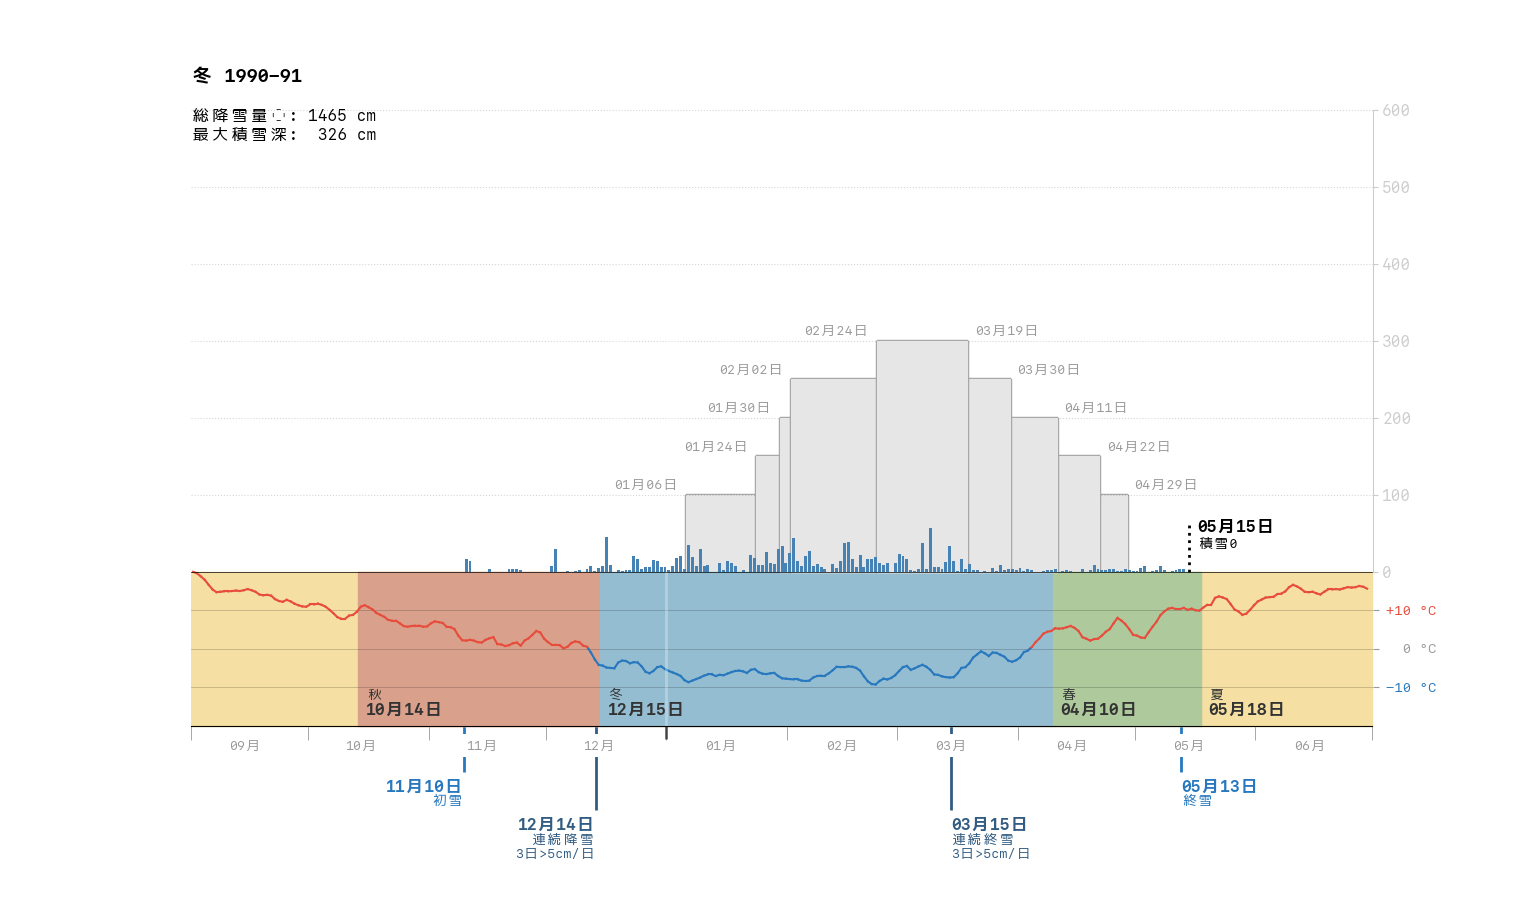 冬 1990−91
総降雪量 : 1465 cm
最大積雪深: 326 cm
600
500
400
300
200
100
0
02月24日
03月19日
02月02日
03月30日
01月30日
04月11日
01月24日
04月22日
01月06日
04月29日
05月15日
積雪0
+10 °C
0 °C
−10 °C
秋
10月14日
冬
12月15日
春
04月10日
夏
05月18日
09月
10月
11月
12月
01月
02月
03月
04月
05月
06月
11月10日
初雪
05月13日
終雪
12月14日
連続降雪
3日>5cm/日
03月15日
連続終雪
3日>5cm/日